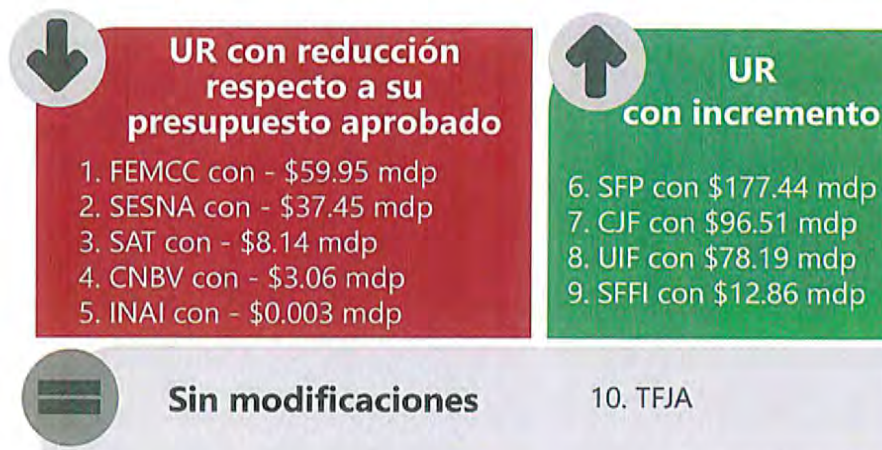 UR con reducción
respecto a su
presupuesto aprobado
1. FEMCC con - $59.95 mdp
2. SESNA con - $37.45 mdp
3. SAT con - $8.14 mdp
4. CNBV con - $3.06 mdp
5. INAI con - $0.003 mdp
UR
con incremento
6. SFP con $177.44 mdp
7. CJF con $96.51 mdp
8. UIF con $78.19 mdp
9. SFFI con $12.86 mdp
Sin modificaciones
10. TFJA